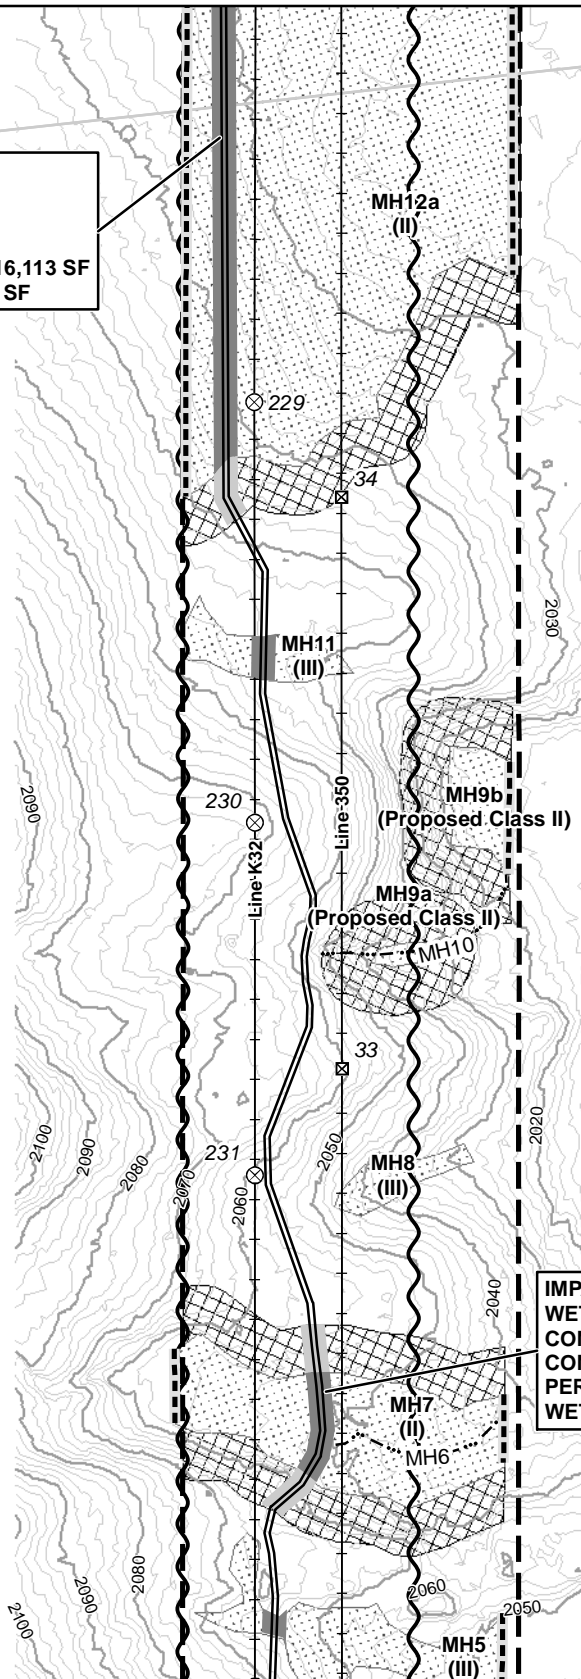 MH12a
(II)
16,113 SF
SF
229
34
2030
MH11
(III)
2090
230
Line 350
MH9b
(Proposed Class II)
Line K32
MH9a
(Proposed Class II)
MH10
33
2020
2100
2090
2080
2070
231
2060
2050
MH8
(III)
2040
IMP
WET
CO
CO
PER
WET
MH7
(II)
MH6
2100
2090
2080
2060
2050
MH5
(III)